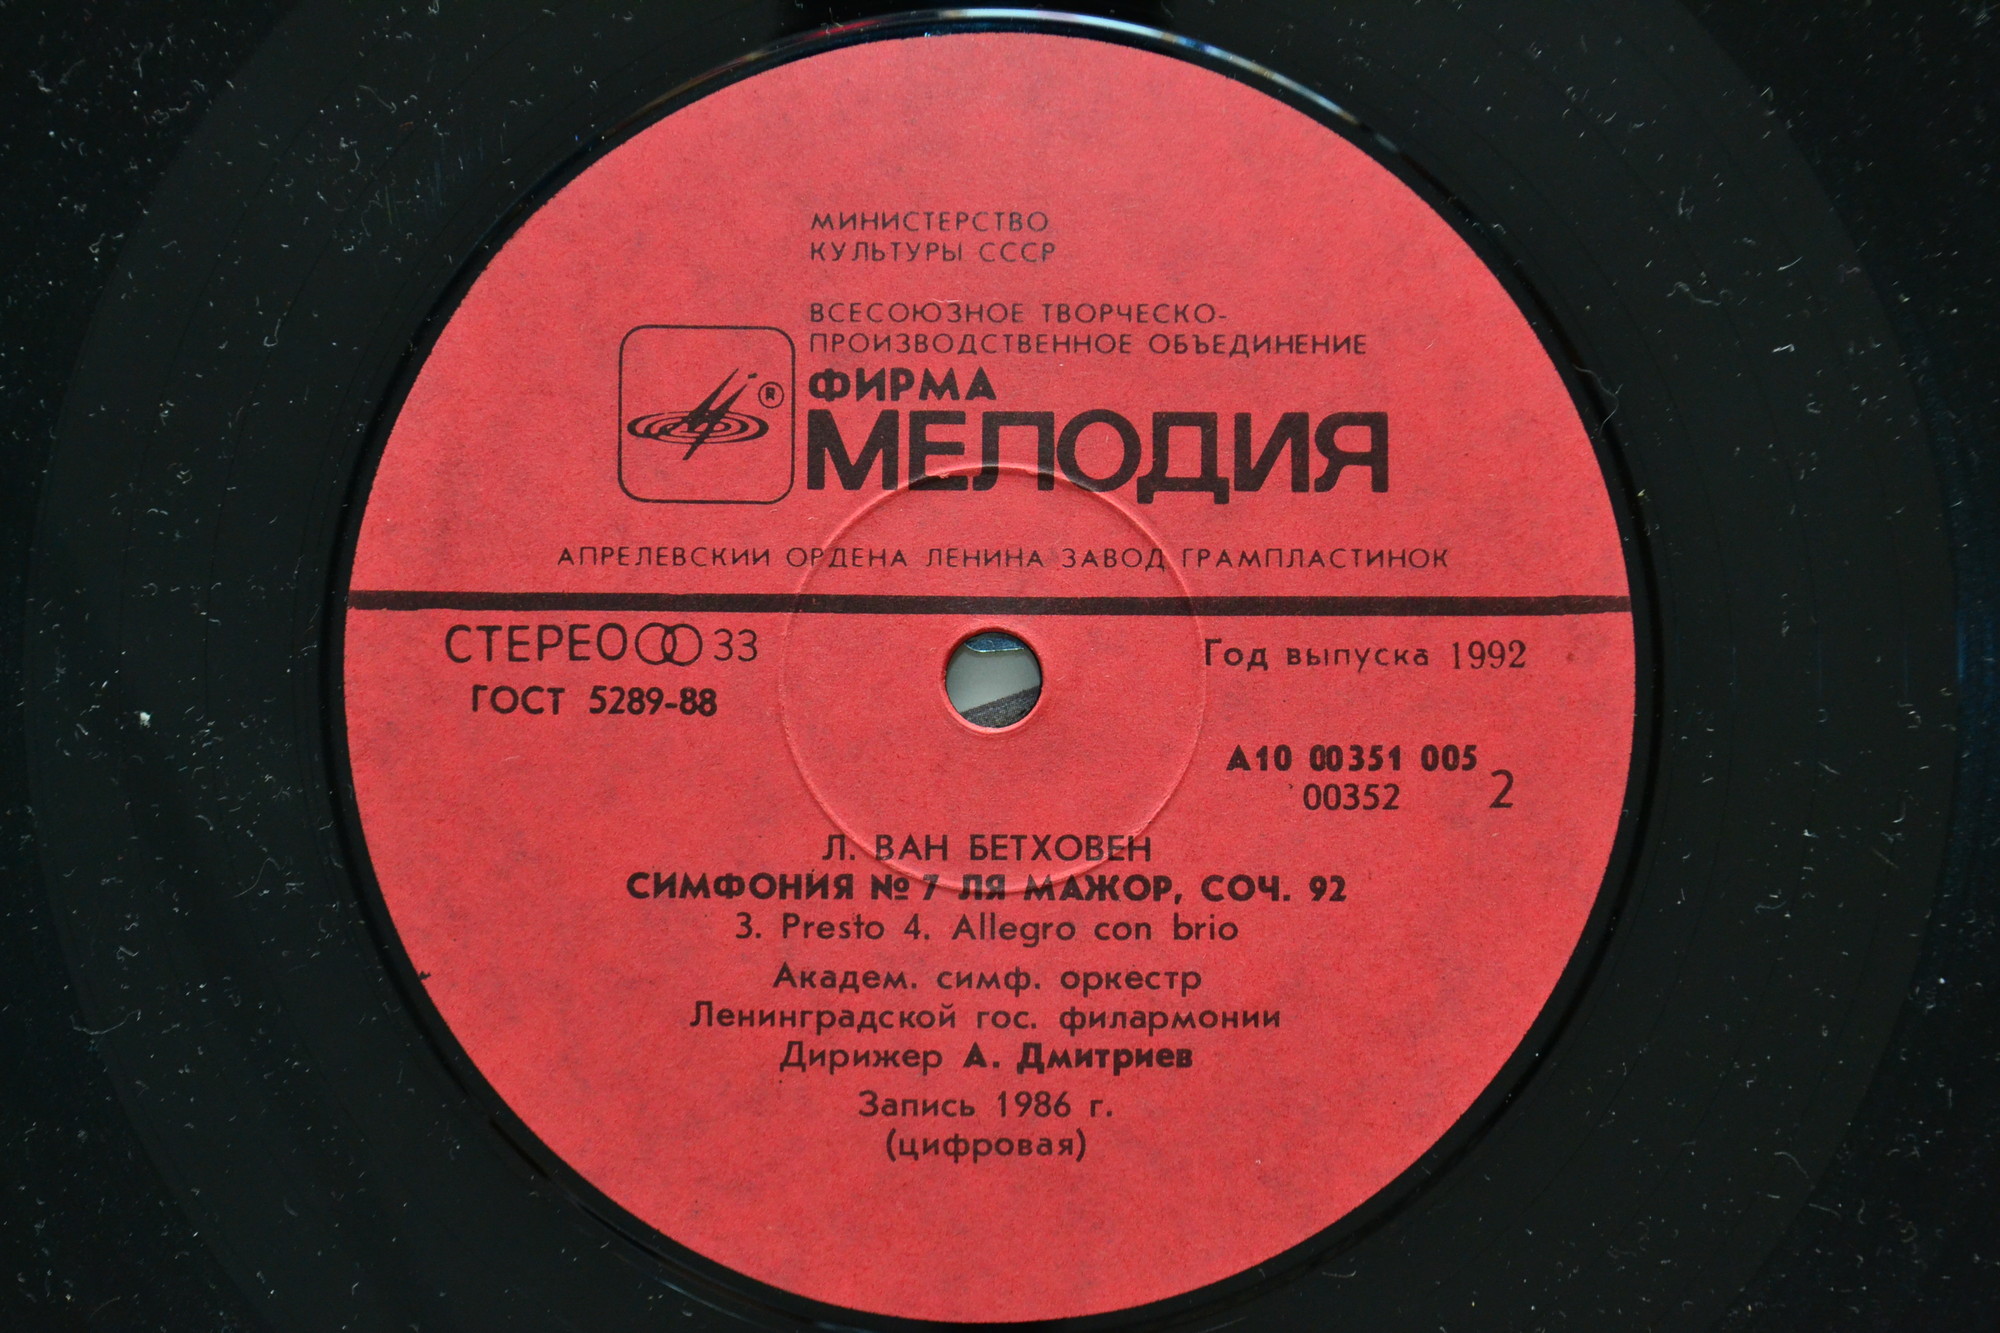 МИНИСТЕРСТВО
КУЛЬТУРЫ СССР
ВСЕСОЮЗНОЕ ТВОРЧЕСКО-
ПРОИЗВОДСТВЕННОЕ ОБЪЕДИНЕНИЕ
®
ФИРМА
МЕЛОДИЯ
АПРЕЛЕВСКИЙ ОРДЕНА ЛЕНИНА ЗАВОД ГРАМПЛАСТИНОК
СТЕРЕО 33
ГОСТ 5289-88
Год выпуска 1992
А10 00351 005
00352 2
Л. ВАН БЕТХОВЕН
СИМФОНИЯ № 7 ЛЯ МАЖОР, СОЧ. 92
3. Presto 4. Allegro con brio
Академ. симф. оркестр
Ленинградской гос. филармонии
Дирижер А. Дмитриев
Запись 1986 г.
(цифровая)